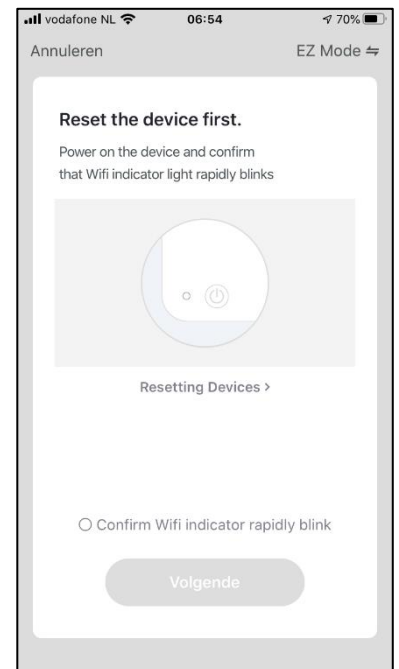 vodafone NL 06:54 70%
Annuleren EZ Mode ⇋
Reset the device first.
Power on the device and confirm
that Wifi indicator light rapidly blinks
Resetting Devices >
Confirm Wifi indicator rapidly blink
Volgende